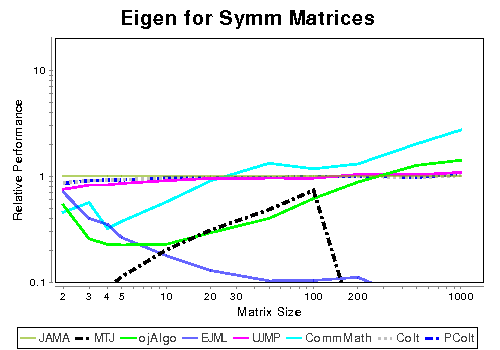 Eigen for Symm Matrices
Relative Performance
10
1
0.1
2 3 4 5 10 20 30 100 200 1000
Matrix Size
JAMA MTJ ojAlgo EJML UJMP CommMath Colt PColt